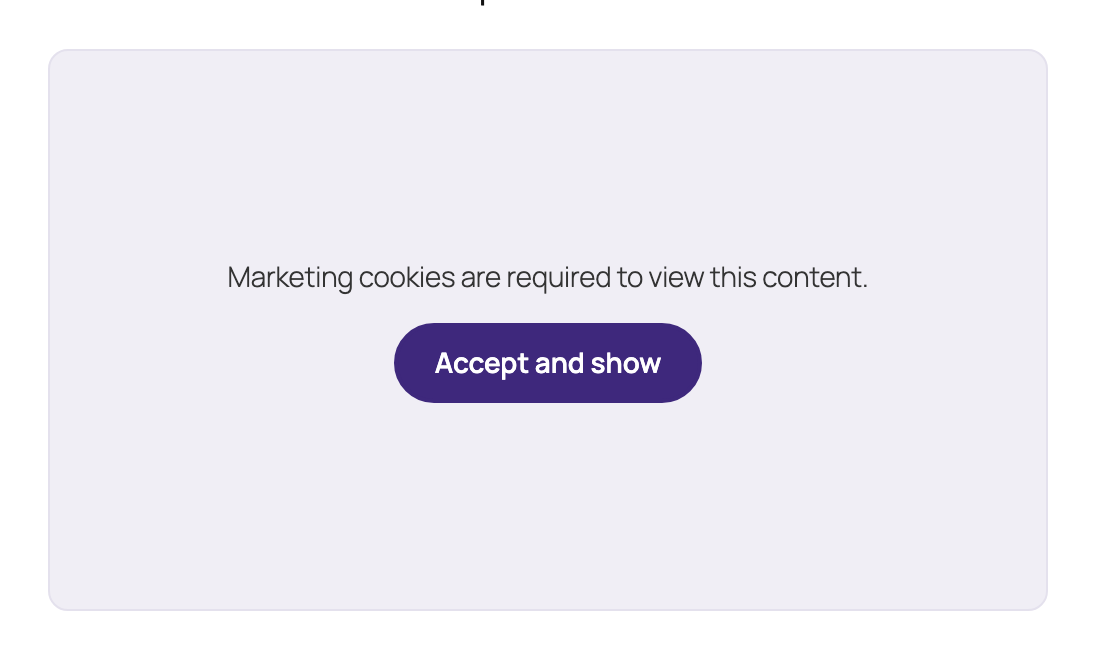 Marketing cookies are required to view this content.
Accept and show